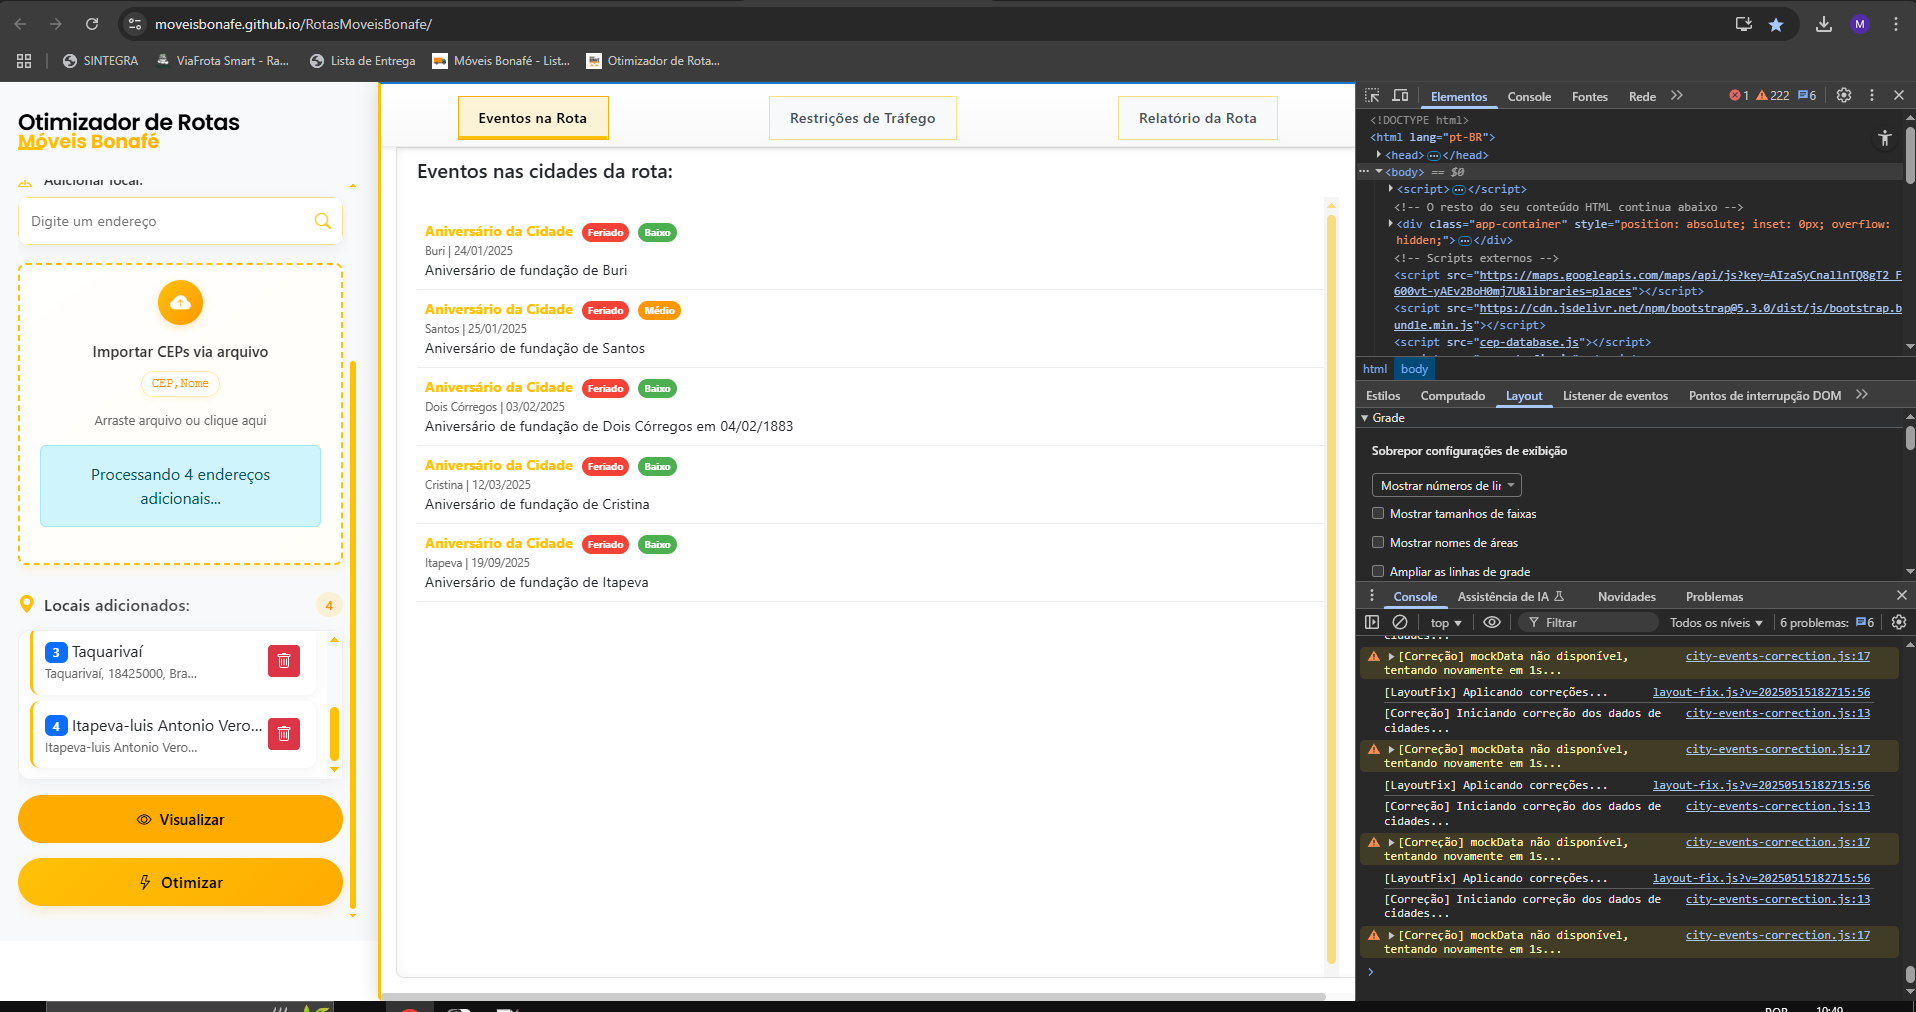 moveisbonafe.github.io/RotasMoveisBonafe/
M
SINTEGRA
ViaFrota Smart - Ra...
Lista de Entrega
Móveis Bonafé - List...
Otimizador de Rota...
Otimizador de Rotas
Móveis Bonafé
Adicionar local:
Digite um endereço
Importar CEPs via arquivo
CEP,Nome
Arraste arquivo ou clique aqui
Processando 4 endereços
adicionais...
Locais adicionados:
4
3 Taquarivaí
Taquarivaí, 18425000, Bra...
4 Itapeva-luis Antonio Vero...
Itapeva-luis Antonio Vero...
Visualizar
Otimizar
Eventos na Rota
Restrições de Tráfego
Relatório da Rota
Eventos nas cidades da rota:
Aniversário da Cidade Feriado Baixo
Buri | 24/01/2025
Aniversário de fundação de Buri
Aniversário da Cidade Feriado Médio
Santos | 25/01/2025
Aniversário de fundação de Santos
Aniversário da Cidade Feriado Baixo
Dois Córregos | 03/02/2025
Aniversário de fundação de Dois Córregos em 04/02/1883
Aniversário da Cidade Feriado Baixo
Cristina | 12/03/2025
Aniversário de fundação de Cristina
Aniversário da Cidade Feriado Baixo
Itapeva | 19/09/2025
Aniversário de fundação de Itapeva
Elementos Console Fontes Rede 1 222 6
<!DOCTYPE html>
<html lang="pt-BR">
<head>…</head>
<body> == $0
<script>…</script>
<!-- O resto do seu conteúdo HTML continua abaixo -->
<div class="app-container" style="position: absolute; inset: 0px; overflow:
hidden;">…</div>
<!-- Scripts externos -->
<script src="https://maps.googleapis.com/maps/api/js?key=
&libraries=places"></script>
<script src="https://cdn.jsdelivr.net/npm/bootstrap@5.3.0/dist/js/bootstrap.b
undle.min.js"></script>
<script src="cep-database.js"></script>
html body
Estilos Computado Layout Listener de eventos Pontos de interrupção DOM
Grade
Sobrepor configurações de exibição
Mostrar números de lir
Mostrar tamanhos de faixas
Mostrar nomes de áreas
Ampliar as linhas de grade
Console Assistência de IA Novidades Problemas
top Filtrar Todos os níveis 6 problemas: 6
cidades...
[Correção] mockData não disponível, city-events-correction.js:17
tentando novamente em 1s...
[LayoutFix] Aplicando correções... layout-fix.js?v=20250515182715:56
[Correção] Iniciando correção dos dados de city-events-correction.js:13
cidades...
[Correção] mockData não disponível, city-events-correction.js:17
tentando novamente em 1s...
[LayoutFix] Aplicando correções... layout-fix.js?v=20250515182715:56
[Correção] Iniciando correção dos dados de city-events-correction.js:13
cidades...
[Correção] mockData não disponível, city-events-correction.js:17
tentando novamente em 1s...
[LayoutFix] Aplicando correções... layout-fix.js?v=20250515182715:56
[Correção] Iniciando correção dos dados de city-events-correction.js:13
cidades...
[Correção] mockData não disponível, city-events-correction.js:17
tentando novamente em 1s...
POR 10:49